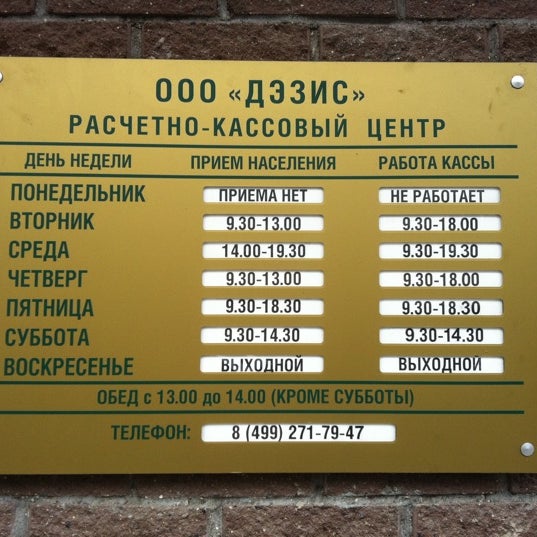 ООО «ДЭЗИС»
РАСЧЕТНО-КАССОВЫЙ ЦЕНТР
ДЕНЬ НЕДЕЛИ ПРИЕМ НАСЕЛЕНИЯ РАБОТА КАССЫ
ПОНЕДЕЛЬНИК ПРИЕМА НЕТ НЕ РАБОТАЕТ
ВТОРНИК 9.30-13.00 9.30-18.00
СРЕДА 14.00-19.30 9.30-19.30
ЧЕТВЕРГ 9.30-13.00 9.30-18.00
ПЯТНИЦА 9.30-18.30 9.30-18.30
СУББОТА 9.30-14.30 9.30-14.30
ВОСКРЕСЕНЬЕ ВЫХОДНОЙ ВЫХОДНОЙ
ОБЕД с 13.00 до 14.00 (КРОМЕ СУББОТЫ)
ТЕЛЕФОН: 8 (499) 271-79-47